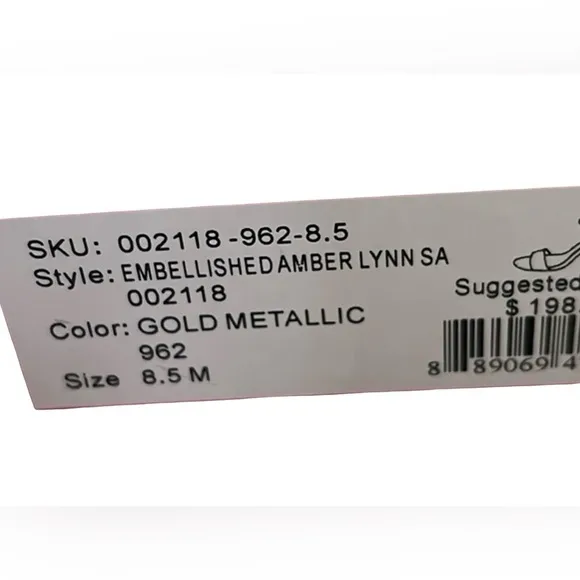 SKU: 002118-962-8.5
Style: EMBELLISHED AMBER LYNN SA
002118
Color: GOLD METALLIC
962
Size 8.5 M
Suggested
$ 198.
8 89069 4